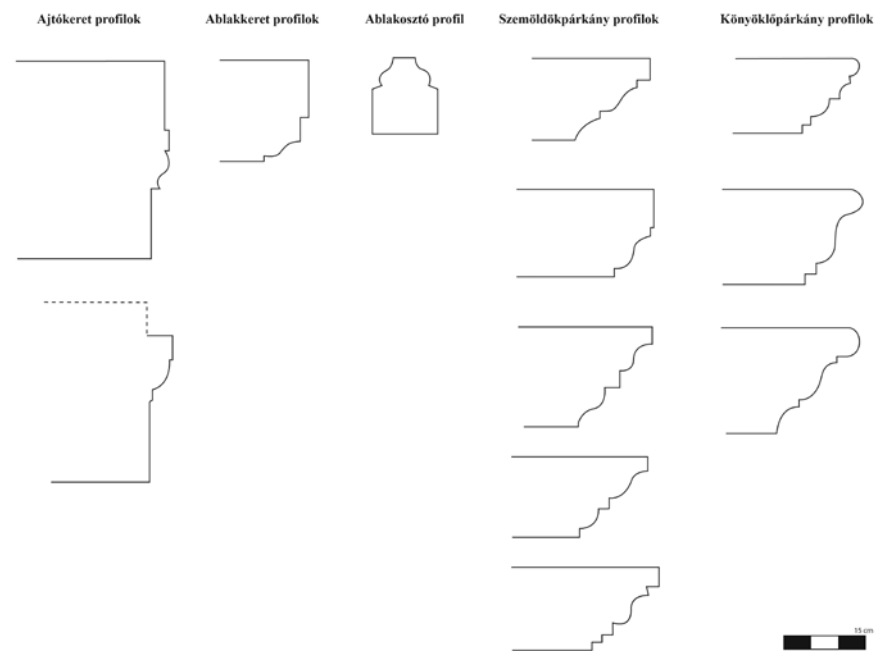 Ajtókeret profilok
Ablakkeret profilok
Ablakosztó profil
Szemöldökpárkány profilok
Könyöklőpárkány profilok
15 cm